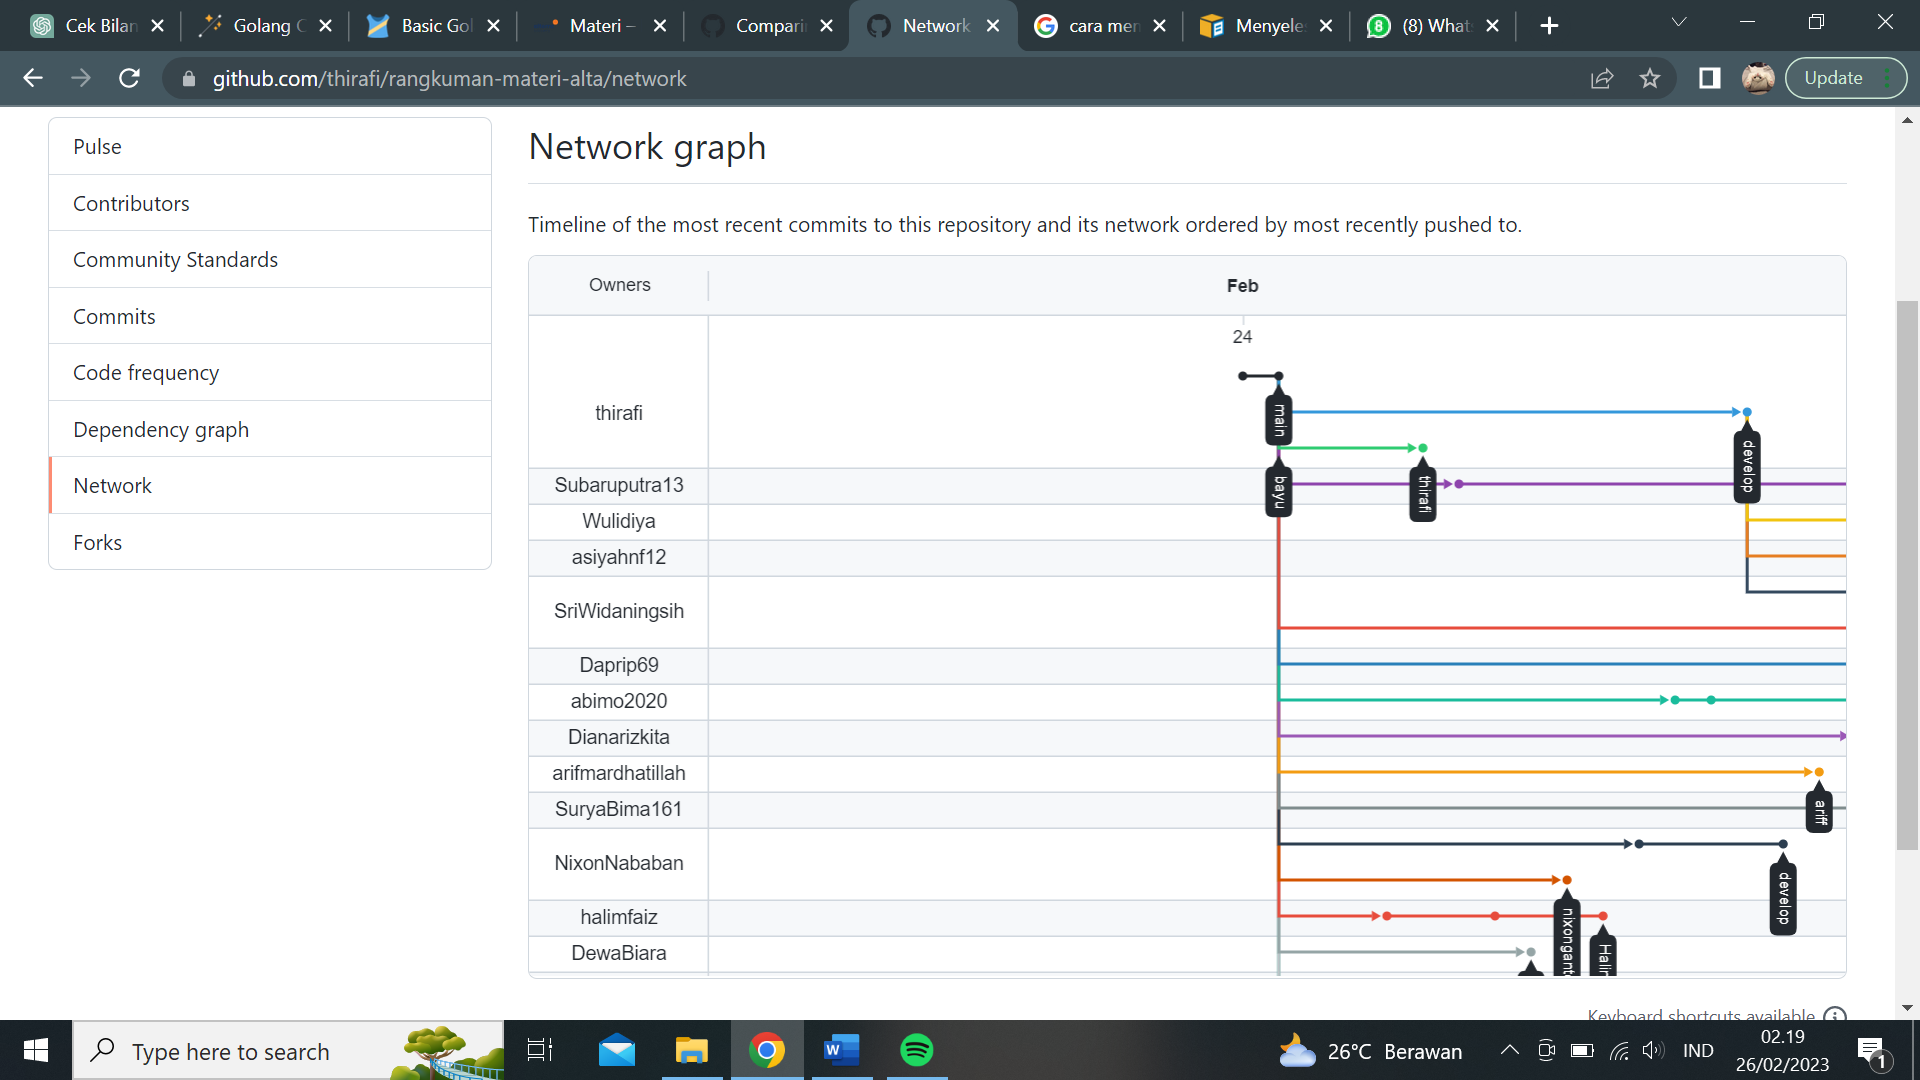 Cek Bilan
Golang C
Basic Gol
Materi –
Compari
Network
cara men
Menyele
(8) What
github.com/thirafi/rangkuman-materi-alta/network
Update
Pulse
Contributors
Community Standards
Commits
Code frequency
Dependency graph
Network
Forks
Network graph
Timeline of the most recent commits to this repository and its network ordered by most recently pushed to.
Owners
Feb
24
thirafi
Subaruputra13
Wulidiya
asiyahnf12
SriWidaningsih
Daprip69
abimo2020
Dianarizkita
arifmardhatillah
SuryaBima161
NixonNababan
halimfaiz
DewaBiara
main
develop
bayu
thirafi
ariff
develop
nixongant
Halir
Keyboard shortcuts available
Type here to search
26°C Berawan
IND
02.19
26/02/2023
1